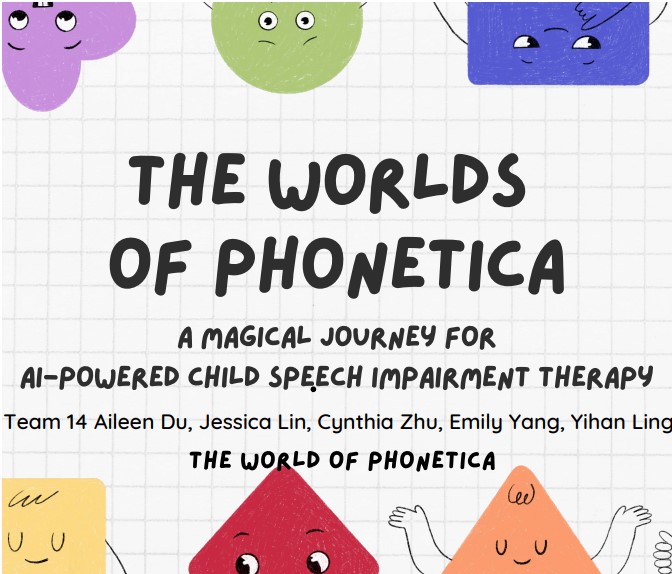 THE WORLDS
OF PHONETICA
A MAGICAL JOURNEY FOR
AI-POWERED CHILD SPEECH IMPAIRMENT THERAPY
Team 14 Aileen Du, Jessica Lin, Cynthia Zhu, Emily Yang, Yihan Ling
THE WORLD OF PHONETICA